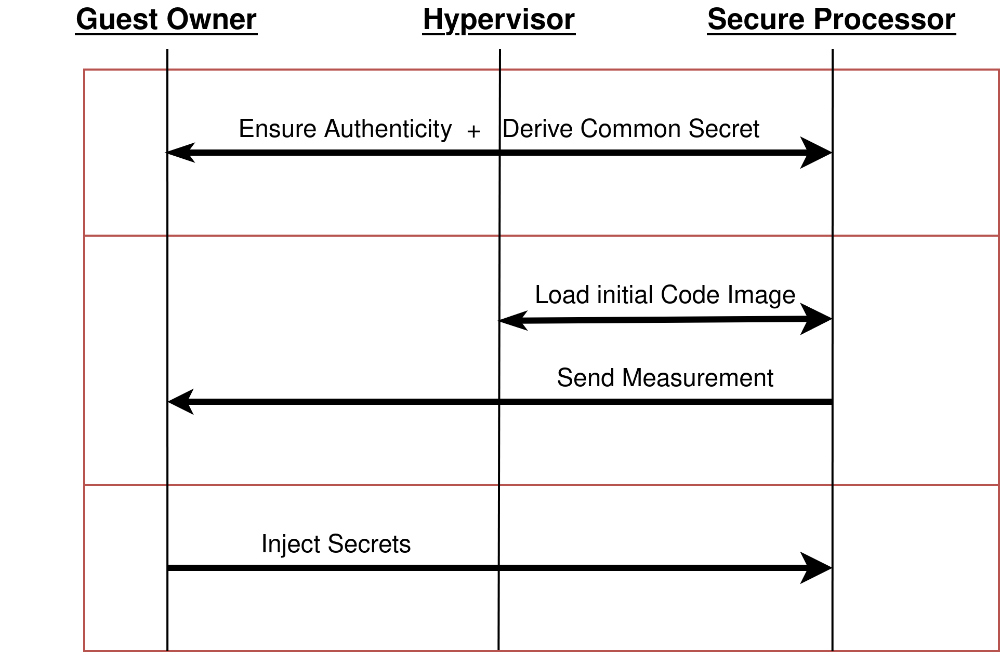 Guest Owner Hypervisor Secure Processor
Ensure Authenticity + Derive Common Secret
Load initial Code Image
Send Measurement
Inject Secrets